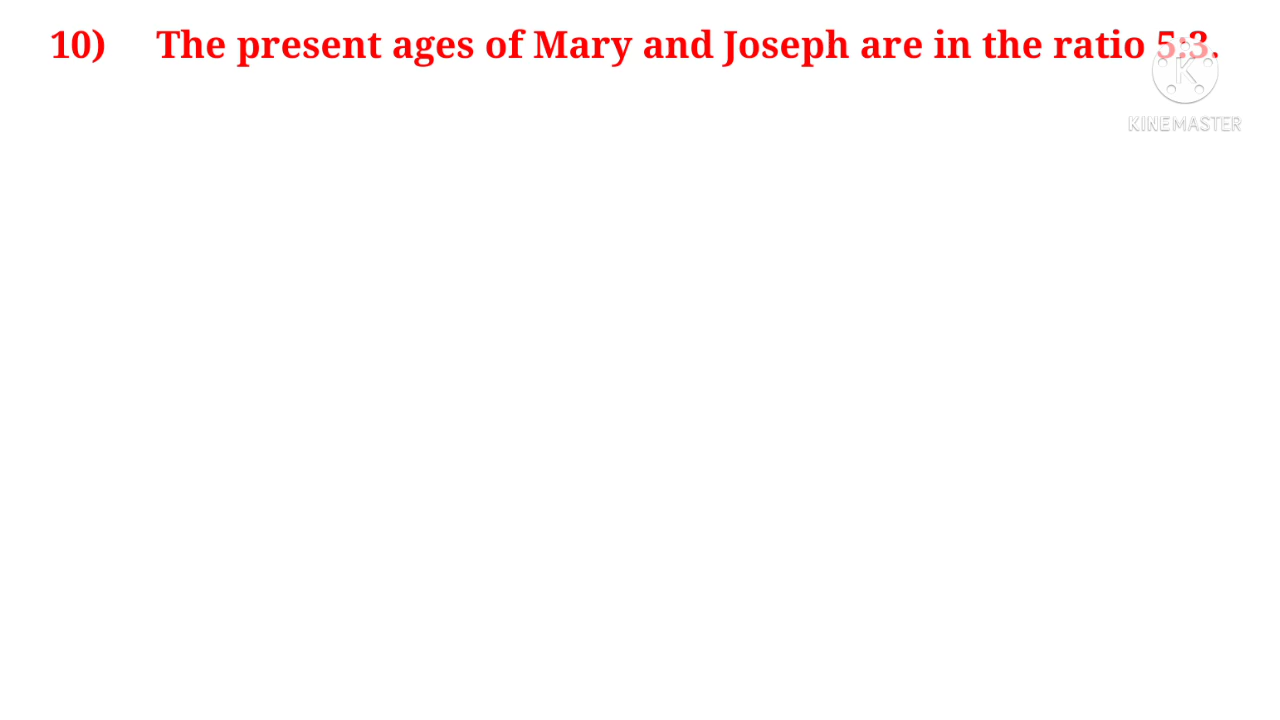 10) The present ages of Mary and Joseph are in the ratio 5:3.
KINEMASTER